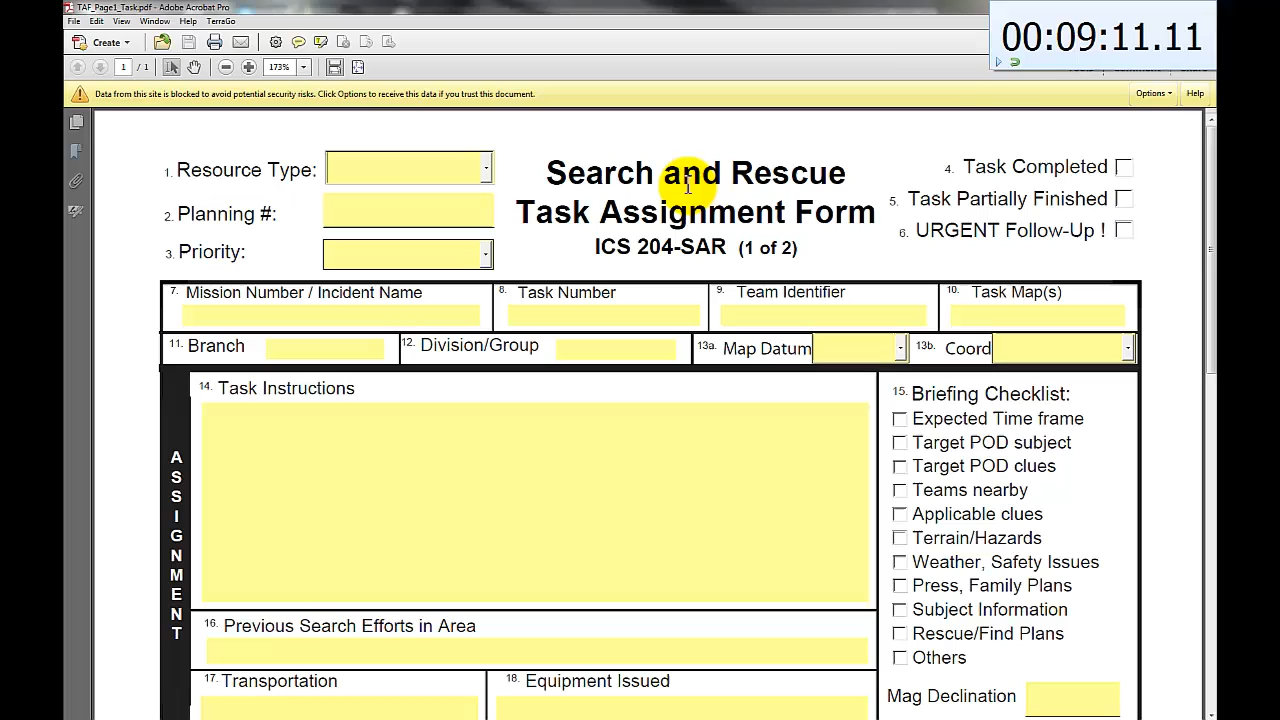 TAF_Page1_Task.pdf - Adobe Acrobat Pro
00:09:11.11
File Edit View Window Help TerraGo
Create
1 / 1 173%
Data from this site is blocked to avoid potential security risks. Click Options to receive this data if you trust this document.
Options Help
1. Resource Type:
2. Planning #:
3. Priority:
Search and Rescue
Task Assignment Form
ICS 204-SAR (1 of 2)
4. Task Completed
5. Task Partially Finished
6. URGENT Follow-Up !
7. Mission Number / Incident Name
8. Task Number
9. Team Identifier
10. Task Map(s)
11. Branch
12. Division/Group
13a. Map Datum
13b. Coord
ASSIGNMENT
14. Task Instructions
15. Briefing Checklist:
Expected Time frame
Target POD subject
Target POD clues
Teams nearby
Applicable clues
Terrain/Hazards
Weather, Safety Issues
Press, Family Plans
Subject Information
Rescue/Find Plans
Others
Mag Declination
16. Previous Search Efforts in Area
17. Transportation
18. Equipment Issued